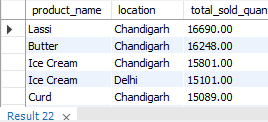 product_name location total_sold_quan
Lassi Chandigarh 16690.00
Butter Chandigarh 16248.00
Ice Cream Chandigarh 15801.00
Ice Cream Delhi 15101.00
Curd Chandigarh 15089.00
Result 22